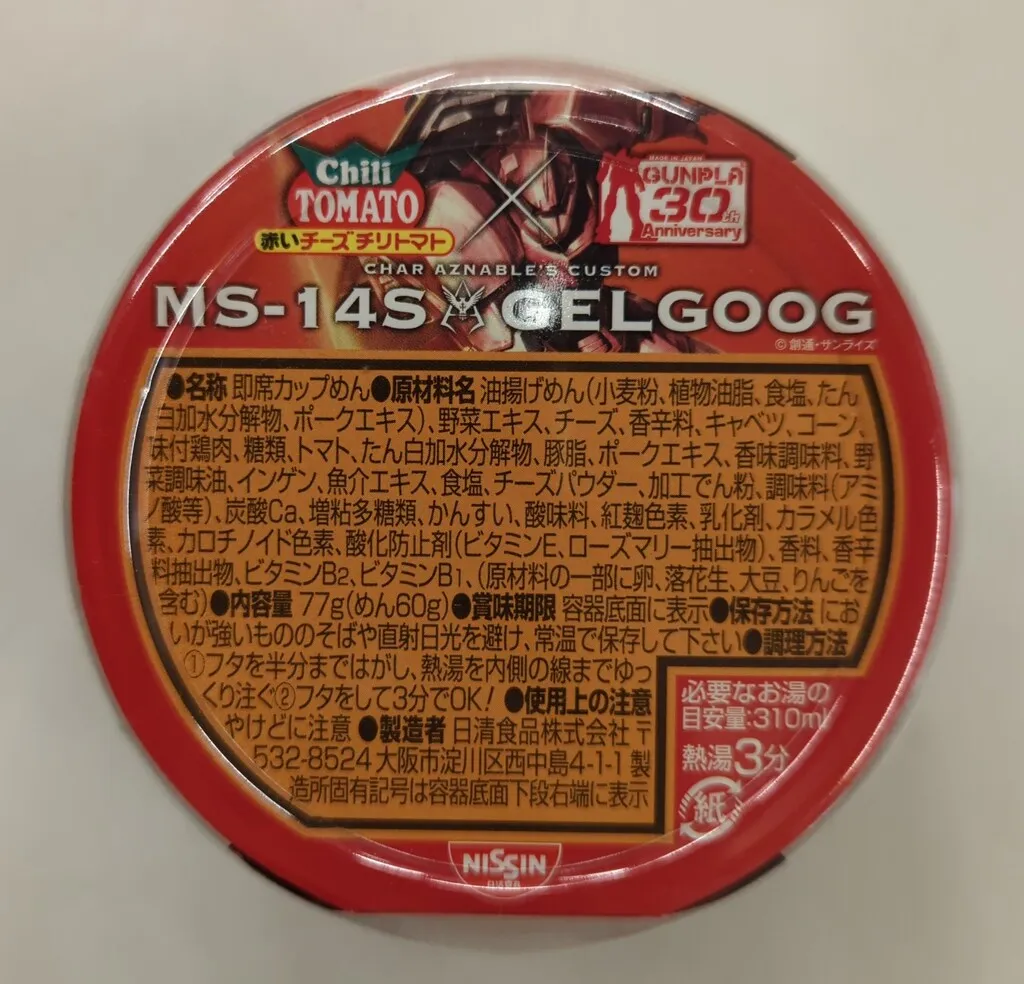 Chili
TOMATO
赤いチーズチリトマト
MADE IN JAPAN
GUNPLA
30th
Anniversary
CHAR AZNABLE'S CUSTOM
MS-14S GELGOOG
©創通・サンライズ
●名称 即席カップめん●原材料名 油揚げめん(小麦粉、植物油脂、食塩、たん
白加水分解物、ポークエキス)、野菜エキス、チーズ、香辛料、キャベツ、コーン、
味付鶏肉、糖類、トマト、たん白加水分解物、豚脂、ポークエキス、香味調味料、野
菜調味油、インゲン、魚介エキス、食塩、チーズパウダー、加工でん粉、調味料(アミ
ノ酸等)、炭酸Ca、増粘多糖類、かんすい、酸味料、紅麹色素、乳化剤、カラメル色
素、カロチノイド色素、酸化防止剤(ビタミンE、ローズマリー抽出物)、香料、香辛
料抽出物、ビタミンB2、ビタミンB1、(原材料の一部に卵、落花生、大豆、りんごを
含む)●内容量 77g(めん60g)●賞味期限 容器底面に表示●保存方法 にお
いが強いもののそばや直射日光を避け、常温で保存して下さい●調理方法
①フタを半分まではがし、熱湯を内側の線までゆっ
くり注ぐ②フタをして3分でOK! ●使用上の注意
やけどに注意 ●製造者 日清食品株式会社 〒
532-8524 大阪市淀川区西中島4-1-1 製
造所固有記号は容器底面下段右端に表示
必要なお湯の
目安量:310ml
熱湯3分
紙
NISSIN
日清食品